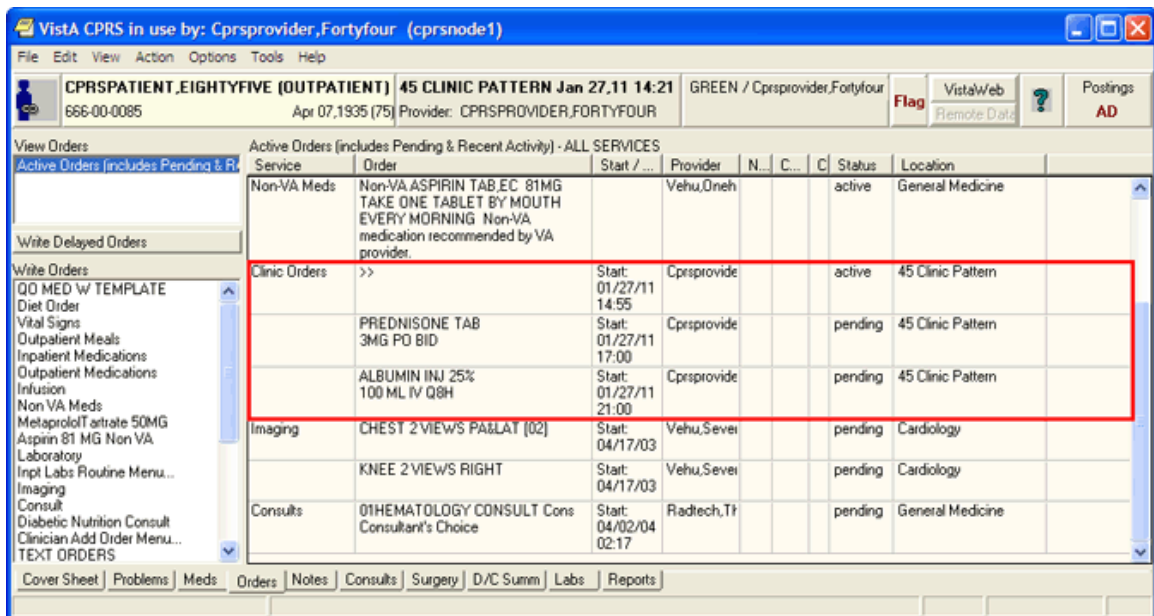 VistA CPRS in use by: Cprsprovider,Fortyfour (cprsnode1)
File Edit View Action Options Tools Help
CPRSPATIENT,EIGHTYFIVE (OUTPATIENT)
666-00-0085 Apr 07,1935 (75)
45 CLINIC PATTERN Jan 27,11 14:21
Provider: CPRSPROVIDER,FORTYFOUR
GREEN / Cprsprovider,Fortyfour
Flag
VistaWeb
Remote Data
?
Postings
AD
View Orders
Active Orders (includes Pending & R
Write Delayed Orders
Write Orders
QO MED W TEMPLATE
Diet Order
Vital Signs
Outpatient Meals
Inpatient Medications
Outpatient Medications
Infusion
Non VA Meds
MetaprololTartrate 50MG
Aspirin 81 MG Non VA
Laboratory
Inpt Labs Routine Menu...
Imaging
Consult
Diabetic Nutrition Consult
Clinician Add Order Menu...
TEXT ORDERS
Active Orders (includes Pending & Recent Activity) - ALL SERVICES
Service Order Start / ... Provider N... C... C Status Location
Non-VA Meds Non-VA ASPIRIN TAB,EC 81MG Vehu,Oneh active General Medicine
TAKE ONE TABLET BY MOUTH
EVERY MORNING Non-VA
medication recommended by VA
provider.
Clinic Orders >> Start: Cprsprovide active 45 Clinic Pattern
01/27/11
14:55
PREDNISONE TAB Start: Cprsprovide pending 45 Clinic Pattern
3MG PO BID 01/27/11
17:00
ALBUMIN INJ 25% Start: Cprsprovide pending 45 Clinic Pattern
100 ML IV Q8H 01/27/11
21:00
Imaging CHEST 2 VIEWS PA&LAT [02] Start: Vehu,Sever pending Cardiology
04/17/03
KNEE 2 VIEWS RIGHT Start: Vehu,Sever pending Cardiology
04/17/03
Consults 01HEMATOLOGY CONSULT Cons Start: Radtech,Th pending General Medicine
Consultant's Choice 04/02/04
02:17
Cover Sheet Problems Meds Orders Notes Consults Surgery D/C Summ Labs Reports